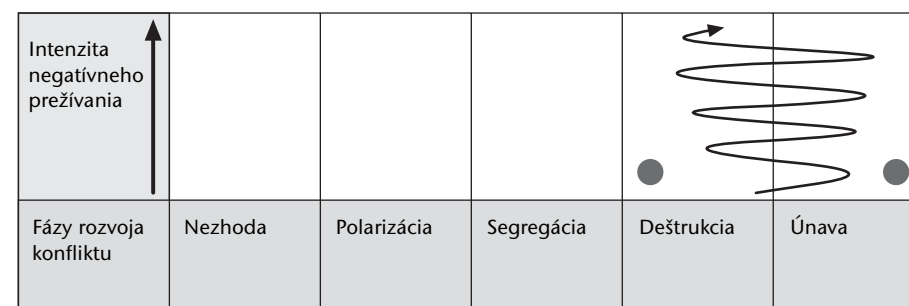 Intenzita
negatívneho
prežívania
Fázy rozvoja
konfliktu
Nezhoda
Polarizácia
Segregácia
Deštrukcia
Únava